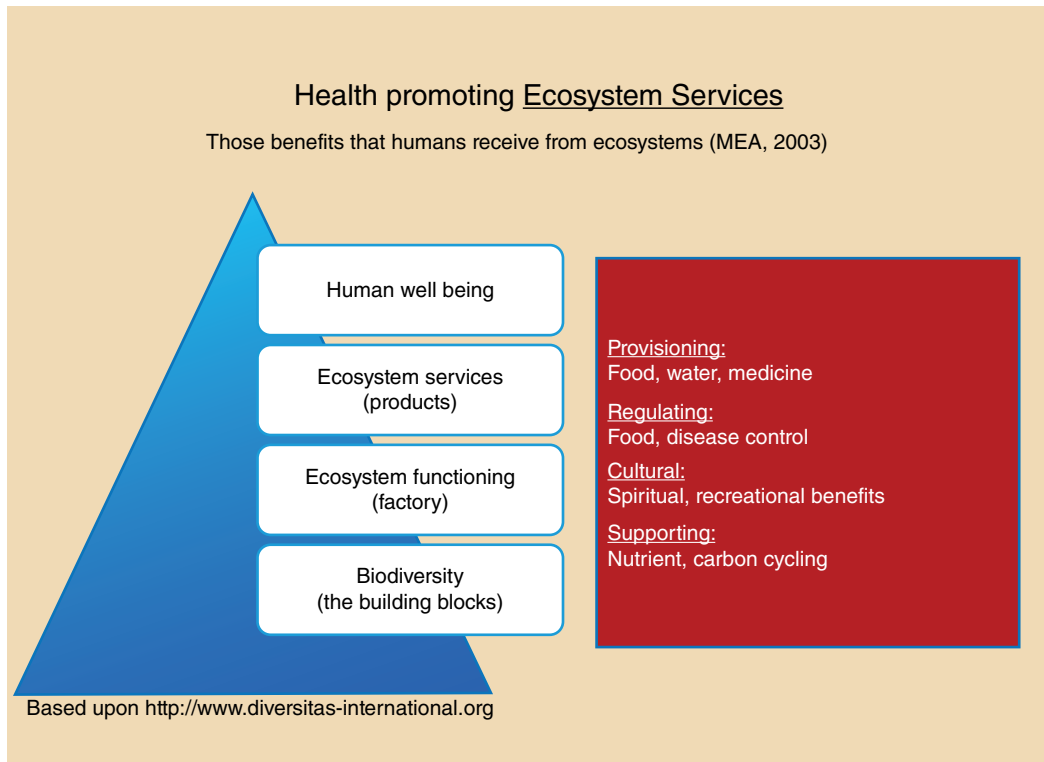 Health promoting Ecosystem Services
Those benefits that humans receive from ecosystems (MEA, 2003)
Human well being
Ecosystem services
(products)
Ecosystem functioning
(factory)
Biodiversity
(the building blocks)
Provisioning:
Food, water, medicine
Regulating:
Food, disease control
Cultural:
Spiritual, recreational benefits
Supporting:
Nutrient, carbon cycling
Based upon http://www.diversitas-international.org